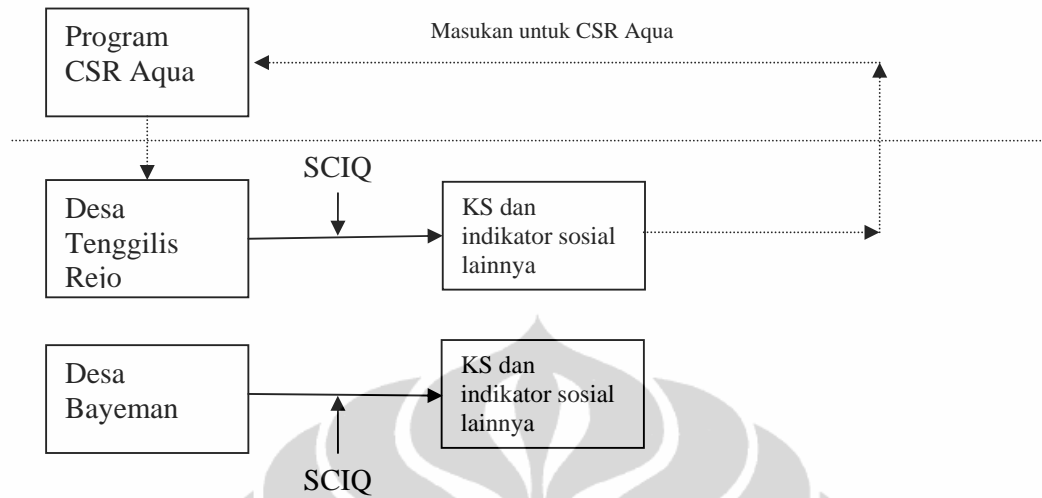 Program
CSR Aqua
Masukan untuk CSR Aqua
SCIQ
Desa
Tenggilis
Rejo
KS dan
indikator sosial
lainnya
Desa
Bayeman
KS dan
indikator sosial
lainnya
SCIQ